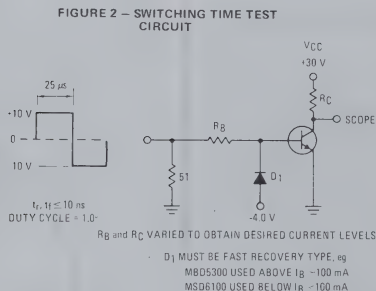 FIGURE 2 – SWITCHING TIME TEST
CIRCUIT
VCC
+30 V
25 μs
RC
SCOPE
+10 V
RB
0
10 V
51
D1
tr, tf ≤ 10 ns
DUTY CYCLE = 1.0-
-4.0 V
RB and RC VARIED TO OBTAIN DESIRED CURRENT LEVELS
D1 MUST BE FAST RECOVERY TYPE, eg
MBD5300 USED ABOVE IB ~100 mA
MSD6100 USED BELOW IB ~100 mA